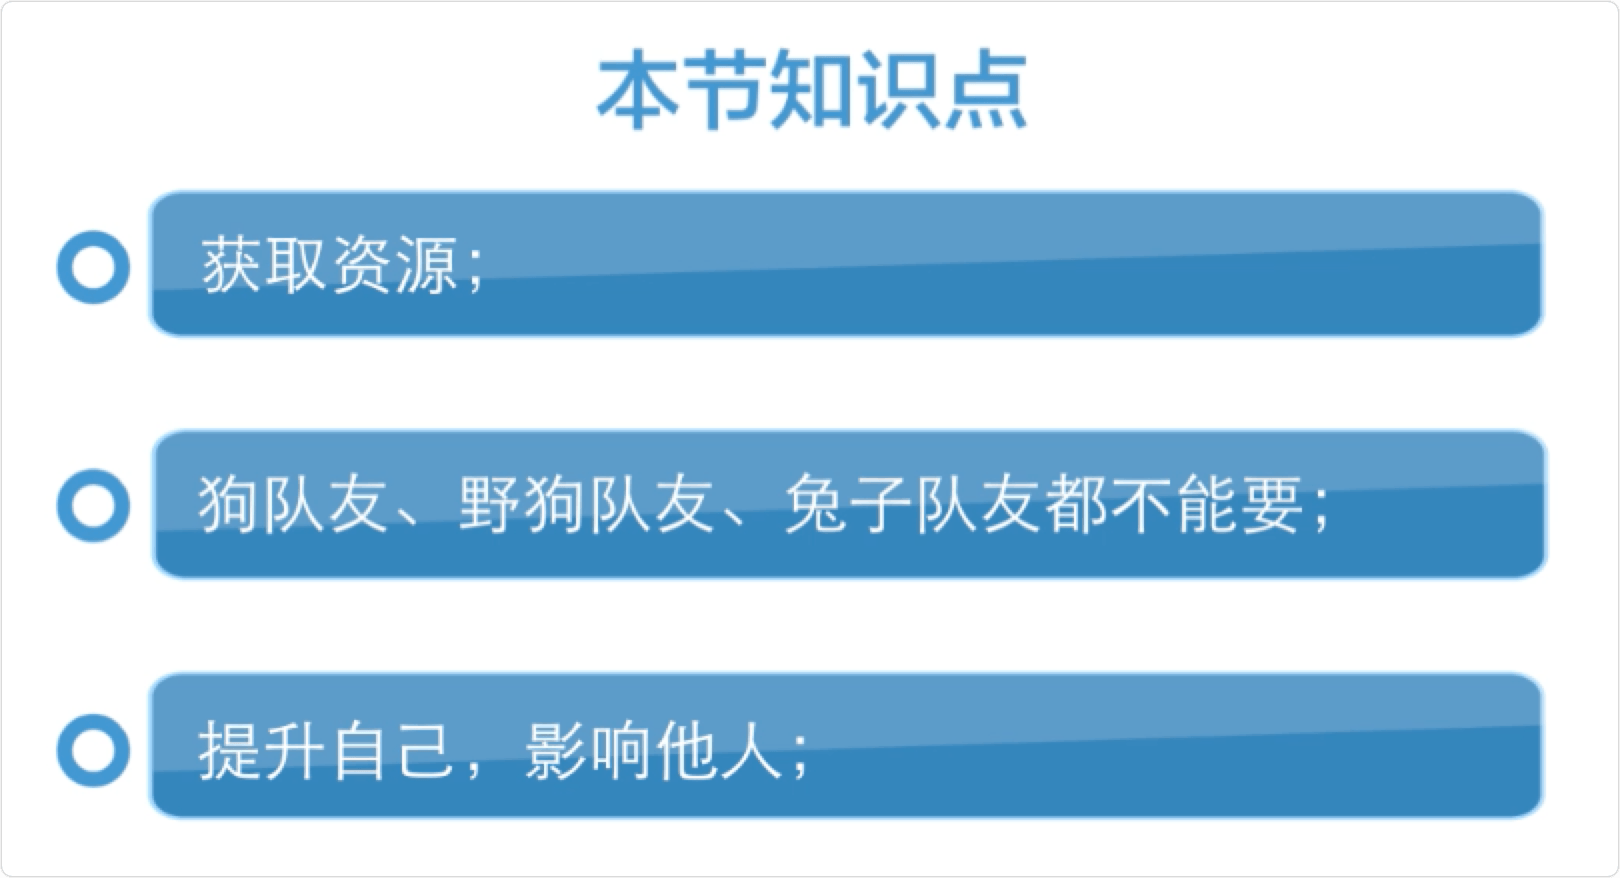 本节知识点
获取资源；
狗队友、野狗队友、兔子队友都不能要；
提升自己，影响他人；